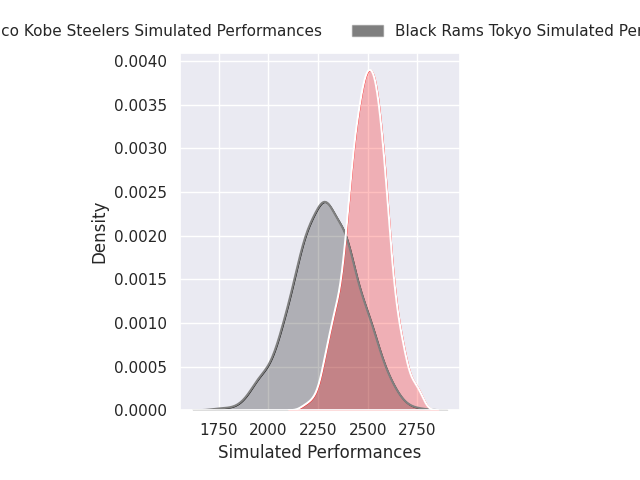 co Kobe Steelers Simulated Performances
Black Rams Tokyo Simulated Per
0.0040
0.0035
0.0030
0.0025
0.0020
0.0015
0.0010
0.0005
0.0000
Density
1750 2000 2250 2500 2750
Simulated Performances